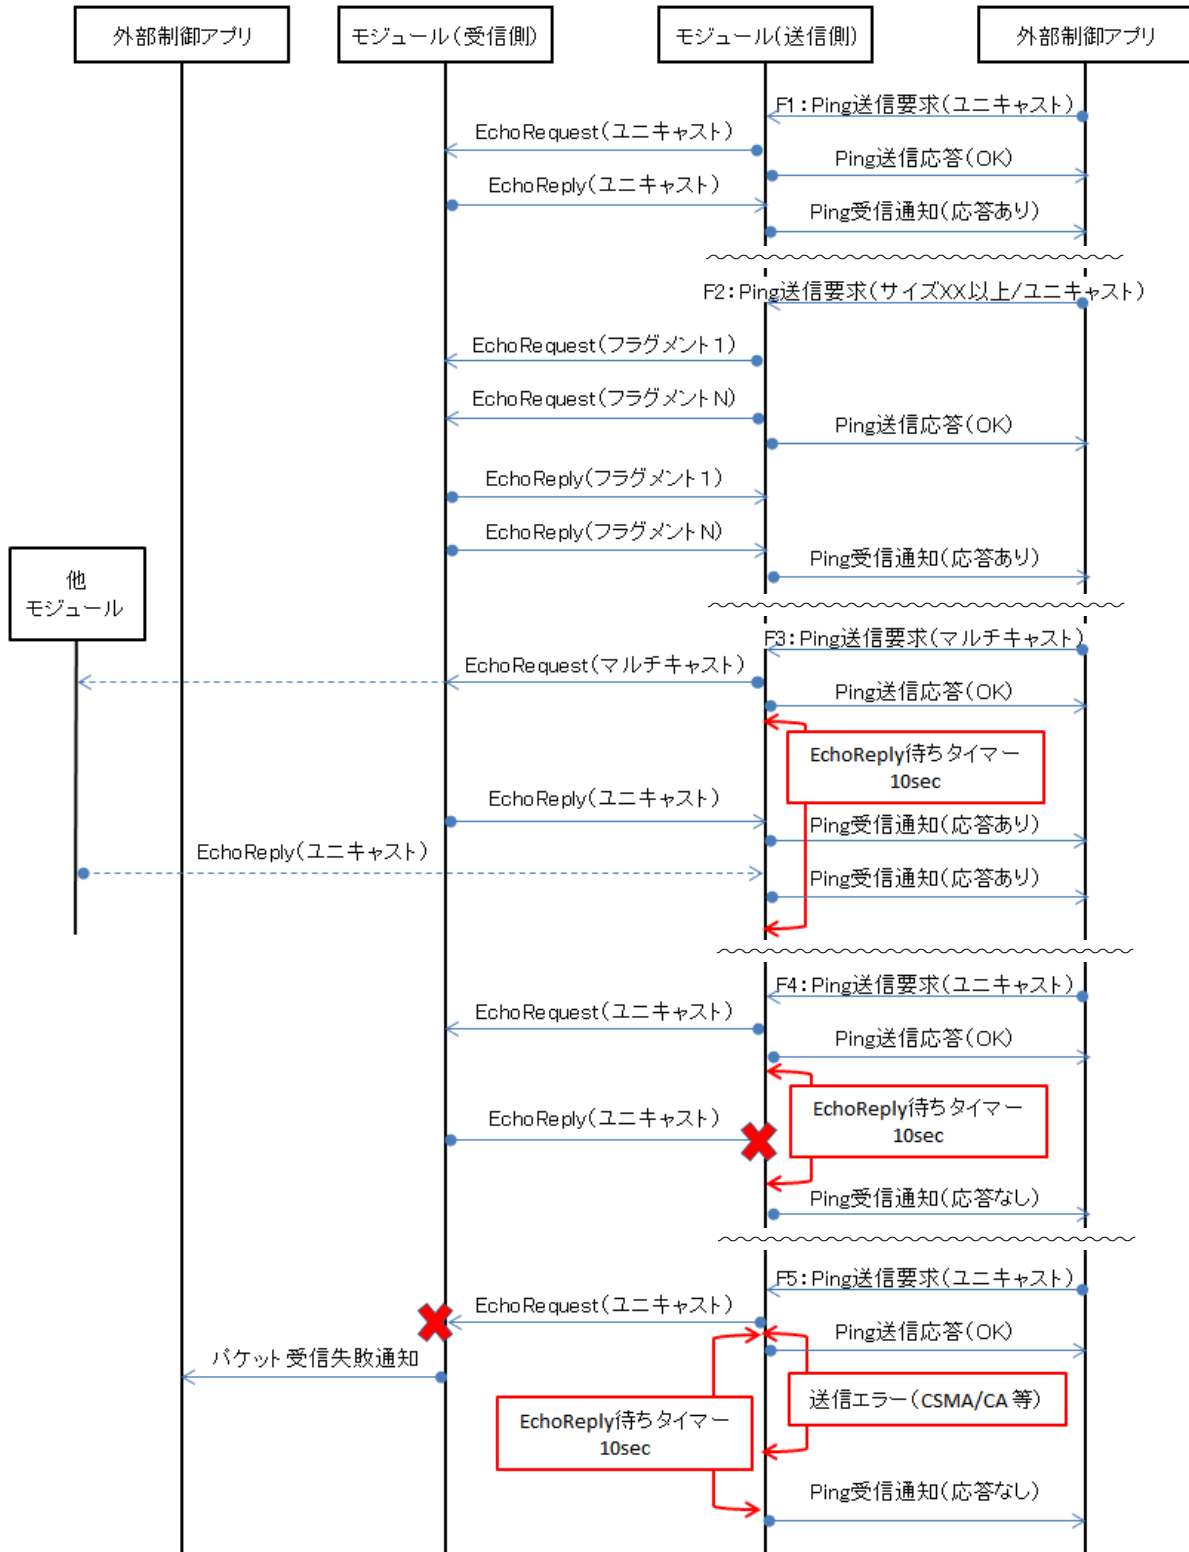 外部制御アプリ
モジュール(受信側)
モジュール(送信側)
外部制御アプリ
F1:Ping送信要求(ユニキャスト)
EchoRequest(ユニキャスト)
Ping送信応答(OK)
EchoReply(ユニキャスト)
Ping受信通知(応答あり)
F2:Ping送信要求(サイズXX以上/ユニキャスト)
EchoRequest(フラグメント1)
EchoRequest(フラグメントN)
Ping送信応答(OK)
EchoReply(フラグメント1)
EchoReply(フラグメントN)
Ping受信通知(応答あり)
他
モジュール
F3:Ping送信要求(マルチキャスト)
EchoRequest(マルチキャスト)
Ping送信応答(OK)
EchoReply待ちタイマー
10sec
EchoReply(ユニキャスト)
Ping受信通知(応答あり)
EchoReply(ユニキャスト)
Ping受信通知(応答あり)
F4:Ping送信要求(ユニキャスト)
EchoRequest(ユニキャスト)
Ping送信応答(OK)
EchoReply待ちタイマー
10sec
EchoReply(ユニキャスト)
Ping受信通知(応答なし)
F5:Ping送信要求(ユニキャスト)
EchoRequest(ユニキャスト)
Ping送信応答(OK)
パケット受信失敗通知
送信エラー(CSMA/CA 等)
EchoReply待ちタイマー
10sec
Ping受信通知(応答なし)